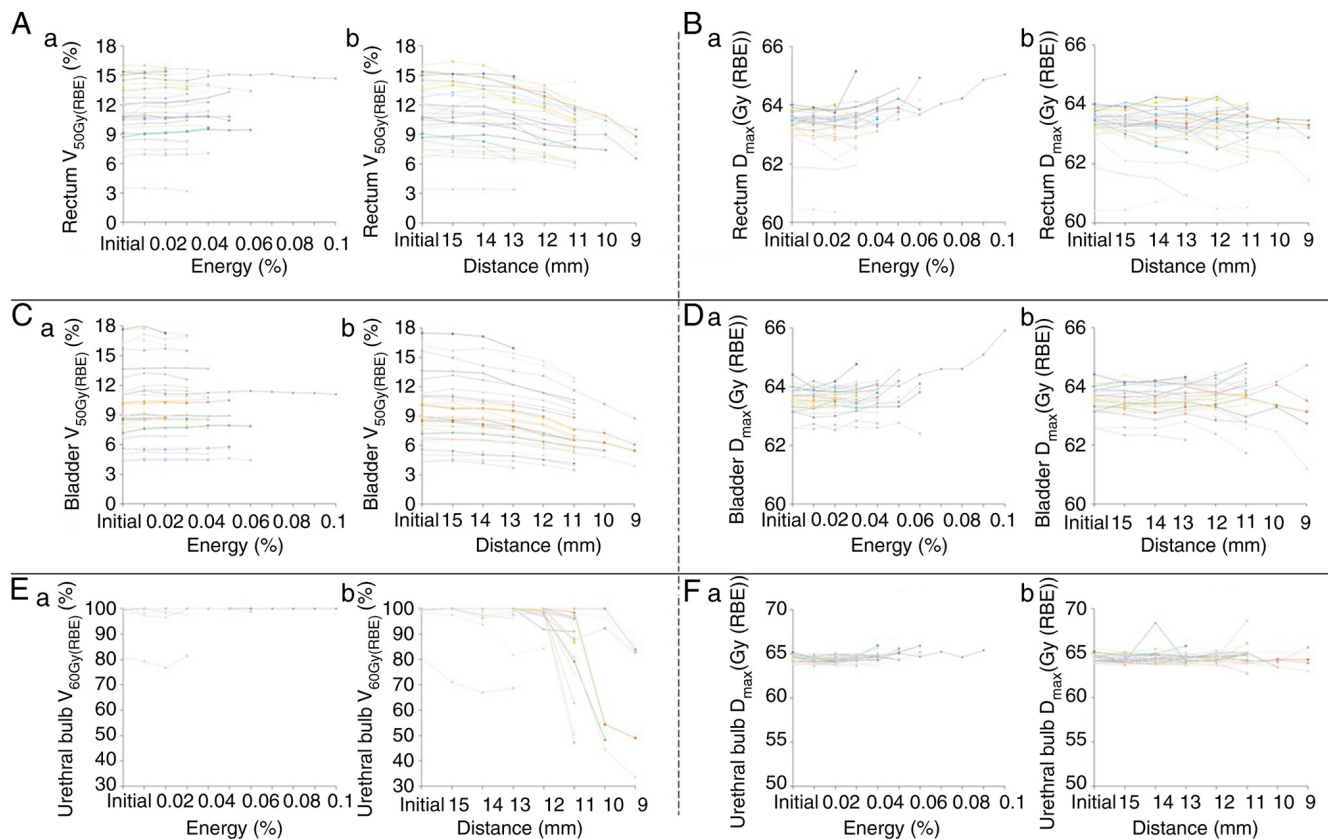 A
a
Rectum V50Gy(RBE) (%)
18
15
12
9
6
3
0
Initial 0.02 0.04 0.06 0.08 0.1
Energy (%)
b
Rectum V50Gy(RBE) (%)
18
15
12
9
6
3
0
Initial 15 14 13 12 11 10 9
Distance (mm)
B
a
Rectum Dmax(Gy (RBE))
66
64
62
60
Initial 0.02 0.04 0.06 0.08 0.1
Energy (%)
b
Rectum Dmax(Gy (RBE))
66
64
62
60
Initial 15 14 13 12 11 10 9
Distance (mm)
C
a
Bladder V50Gy(RBE) (%)
18
15
12
9
6
3
0
Initial 0.02 0.04 0.06 0.08 0.1
Energy (%)
b
Bladder V50Gy(RBE) (%)
18
15
12
9
6
3
0
Initial 15 14 13 12 11 10 9
Distance (mm)
D
a
Bladder Dmax(Gy (RBE))
66
64
62
60
Initial 0.02 0.04 0.06 0.08 0.1
Energy (%)
b
Bladder Dmax(Gy (RBE))
66
64
62
60
Initial 15 14 13 12 11 10 9
Distance (mm)
E
a
Urethral bulb V60Gy(RBE) (%)
100
90
80
70
60
50
40
30
Initial 0.02 0.04 0.06 0.08 0.1
Energy (%)
b
Urethral bulb V60Gy(RBE) (%)
100
90
80
70
60
50
40
30
Initial 15 14 13 12 11 10 9
Distance (mm)
F
a
Urethral bulb Dmax(Gy (RBE))
70
65
60
55
50
Initial 0.02 0.04 0.06 0.08 0.1
Energy (%)
b
Urethral bulb Dmax(Gy (RBE))
70
65
60
55
50
Initial 15 14 13 12 11 10 9
Distance (mm)